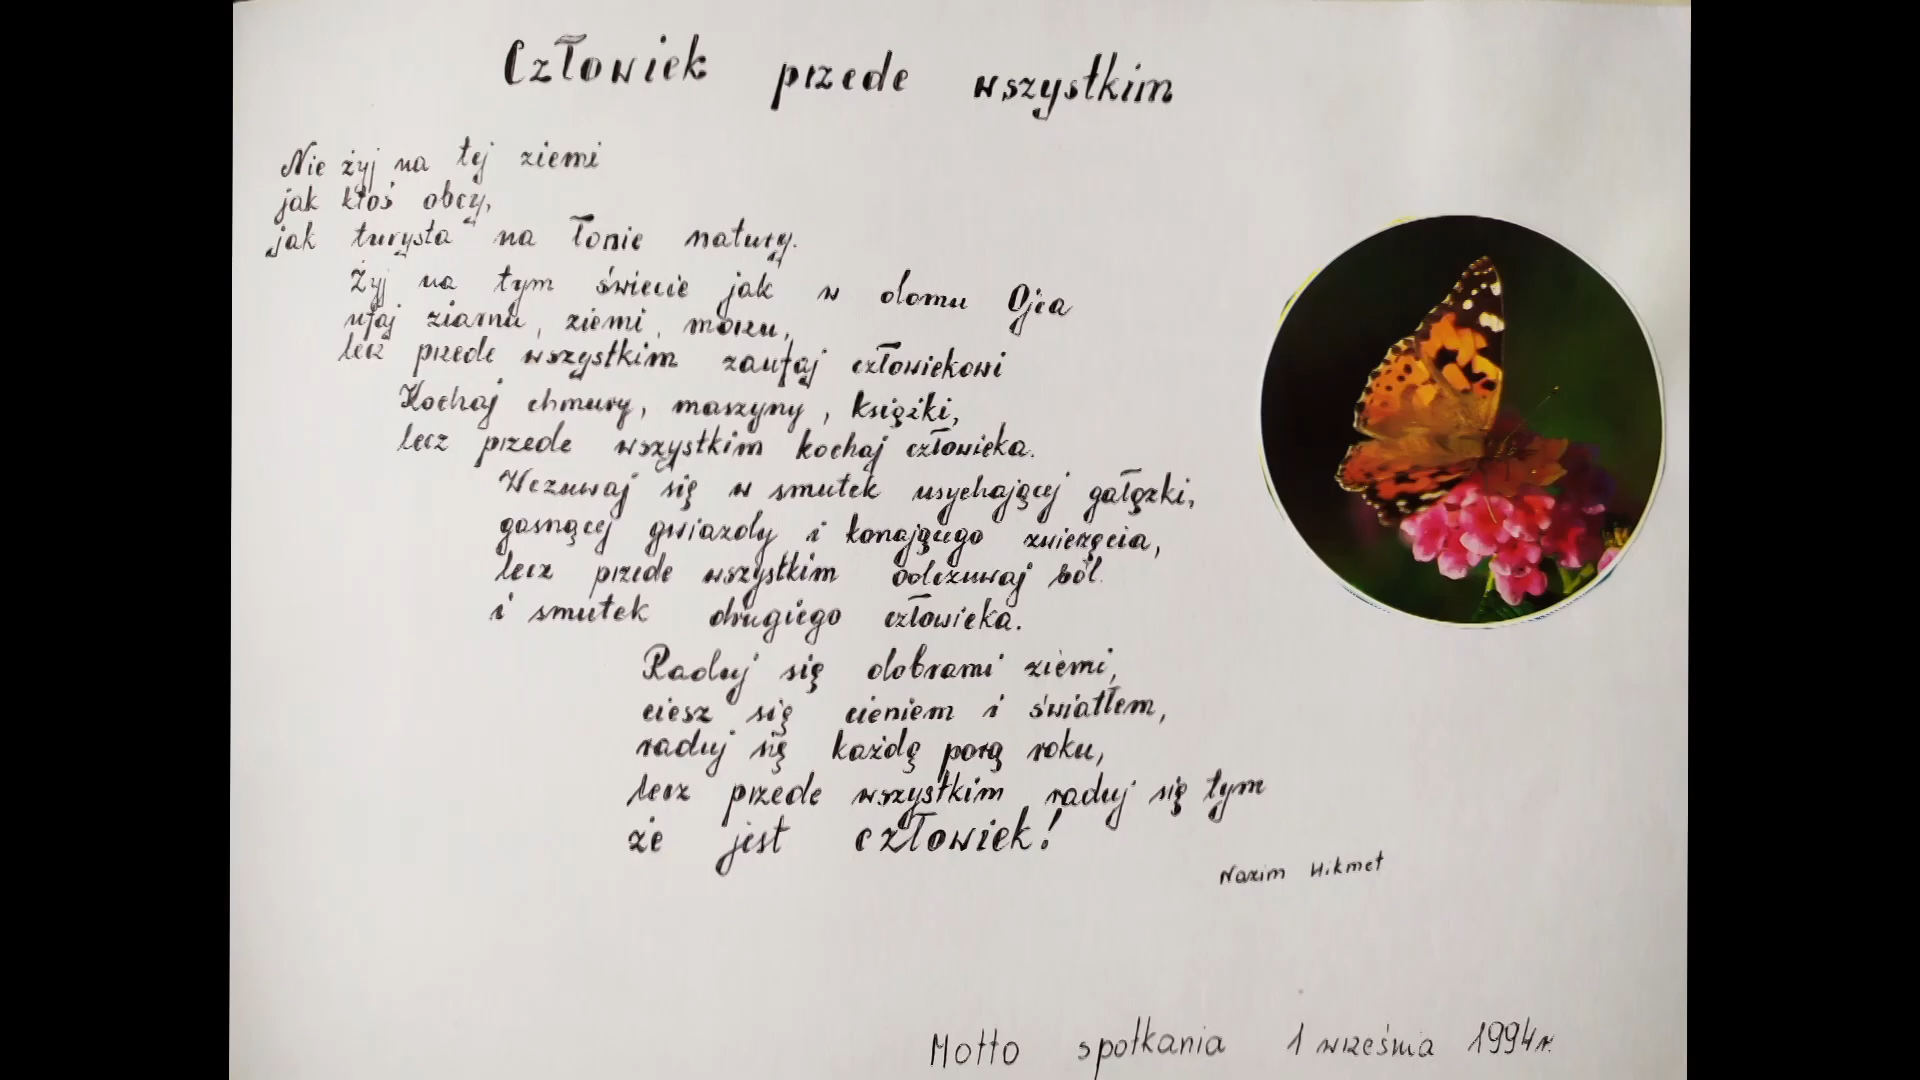 Człowiek przede wszystkim
Nie żyj na tej ziemi
jak ktoś obcy,
jak turysta na łonie natury.
Żyj na tym świecie jak w domu Ojca
ufaj ziarnu, ziemi, morzu,
lecz przede wszystkim zaufaj człowiekowi
Kochaj chmury, maszyny, książki,
lecz przede wszystkim kochaj człowieka.
Wczuwaj się w smutek usychającej gałązki,
gasnącej gwiazdy i konającego zwierzęcia,
lecz przede wszystkim odczuwaj ból
i smutek drugiego człowieka.
Raduj się dobrami ziemi,
ciesz się cieniem i światłem,
raduj się każdą porą roku,
lecz przede wszystkim raduj się tym
że jest człowiek!
Nazim Hikmet
Motto spotkania 1 września 1994 r.